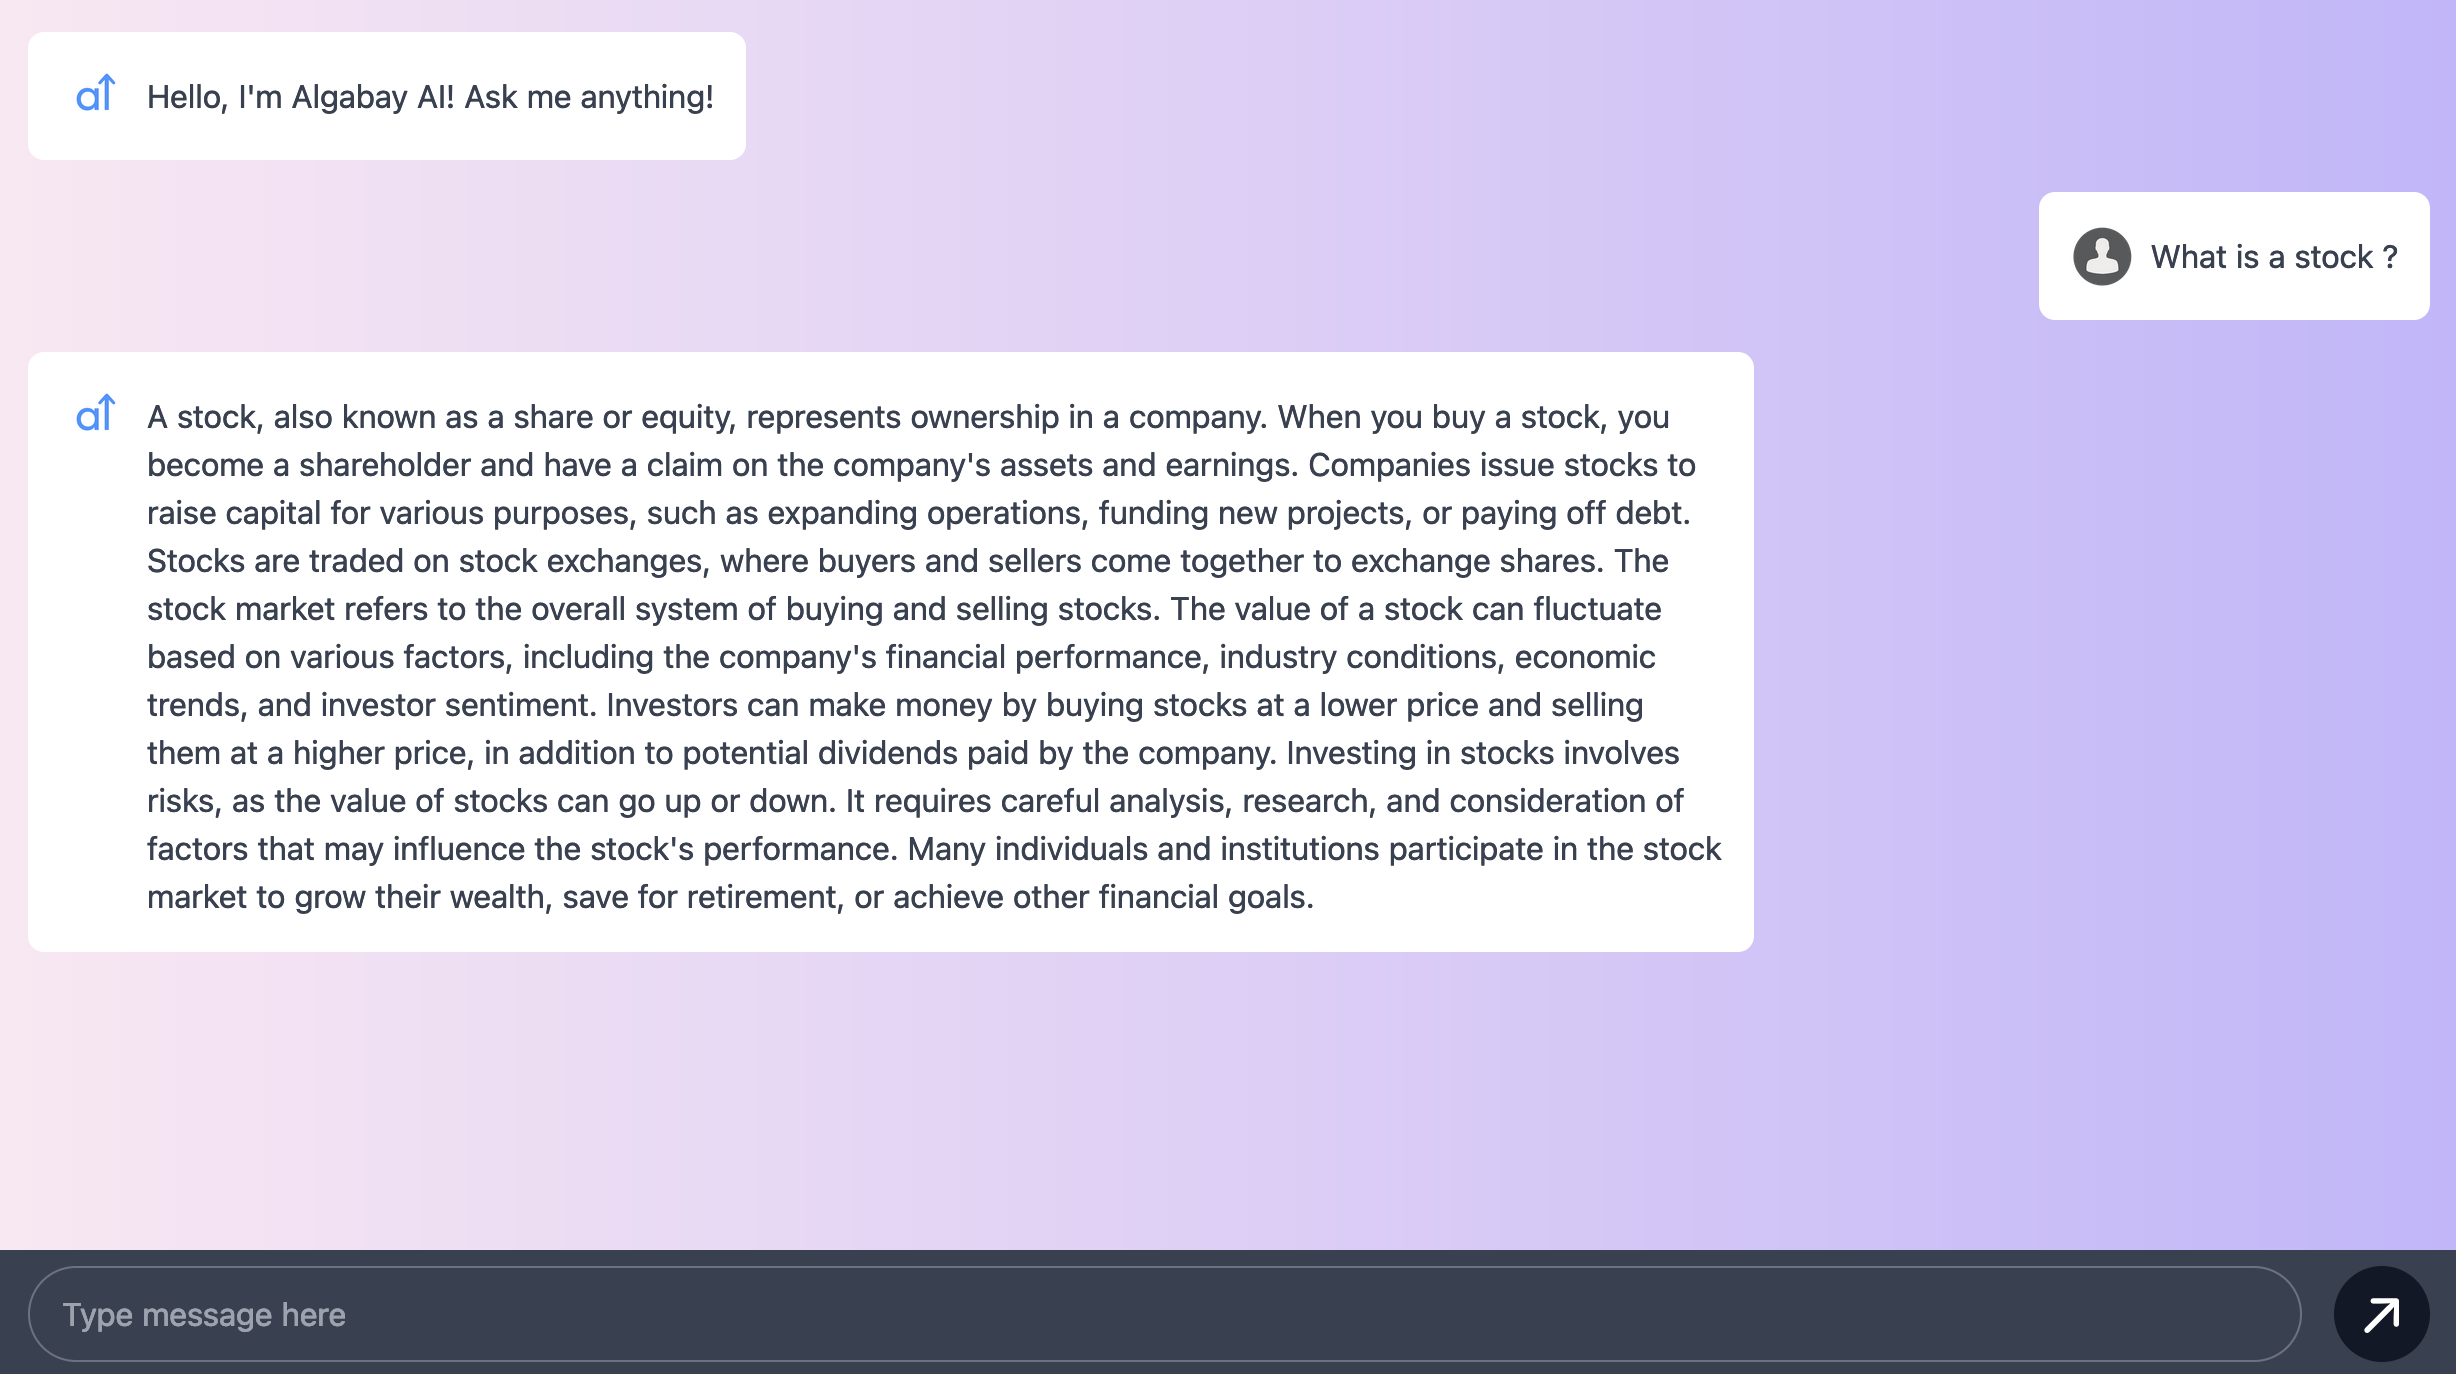 Hello, I'm Algabay AI! Ask me anything!
What is a stock ?
A stock, also known as a share or equity, represents ownership in a company. When you buy a stock, you
become a shareholder and have a claim on the company's assets and earnings. Companies issue stocks to
raise capital for various purposes, such as expanding operations, funding new projects, or paying off debt.
Stocks are traded on stock exchanges, where buyers and sellers come together to exchange shares. The
stock market refers to the overall system of buying and selling stocks. The value of a stock can fluctuate
based on various factors, including the company's financial performance, industry conditions, economic
trends, and investor sentiment. Investors can make money by buying stocks at a lower price and selling
them at a higher price, in addition to potential dividends paid by the company. Investing in stocks involves
risks, as the value of stocks can go up or down. It requires careful analysis, research, and consideration of
factors that may influence the stock's performance. Many individuals and institutions participate in the stock
market to grow their wealth, save for retirement, or achieve other financial goals.
Type message here